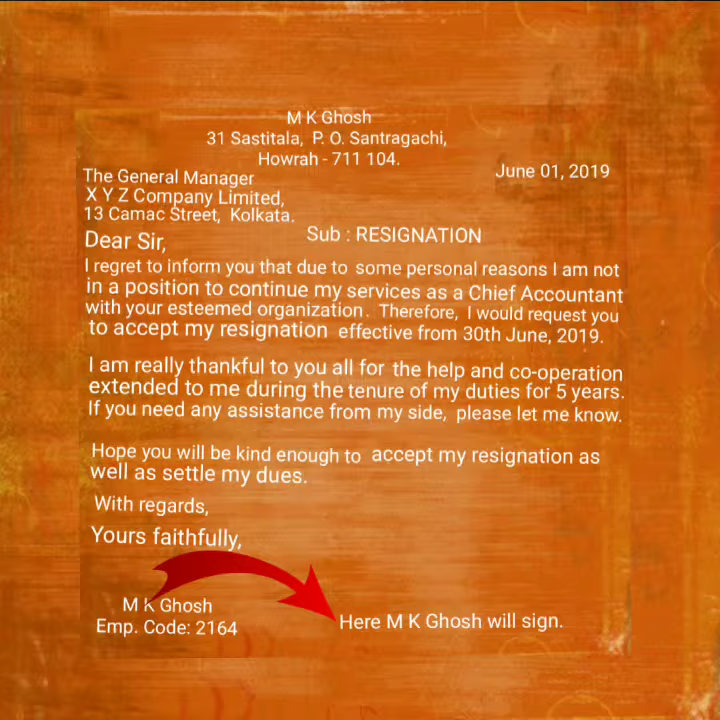 M K Ghosh
31 Sastitala, P. O. Santragachi,
Howrah - 711 104.
June 01, 2019
The General Manager
X Y Z Company Limited,
13 Camac Street, Kolkata.
Sub : RESIGNATION
Dear Sir,
I regret to inform you that due to some personal reasons I am not
in a position to continue my services as a Chief Accountant
with your esteemed organization. Therefore, I would request you
to accept my resignation effective from 30th June, 2019.
I am really thankful to you all for the help and co-operation
extended to me during the tenure of my duties for 5 years.
If you need any assistance from my side, please let me know.
Hope you will be kind enough to accept my resignation as
well as settle my dues.
With regards,
Yours faithfully,
M K Ghosh
Emp. Code: 2164
Here M K Ghosh will sign.